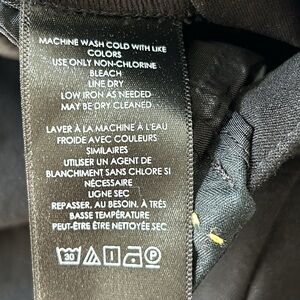 MACHINE WASH COLD WITH LIKE
COLORS
USE ONLY NON-CHLORINE
BLEACH
LINE DRY
LOW IRON AS NEEDED
MAY BE DRY CLEANED
LAVER À LA MACHINE À L'EAU
FROIDE AVEC COULEURS
SIMILAIRES
UTILISER UN AGENT DE
BLANCHIMENT SANS CHLORE SI
NÉCESSAIRE
LIGNE SEC
REPASSER, AU BESOIN, À TRÉS
BASSE TEMPÉRATURE
PEUT-ÊTRE ÊTRE NETTOYÉE SEC
30 P